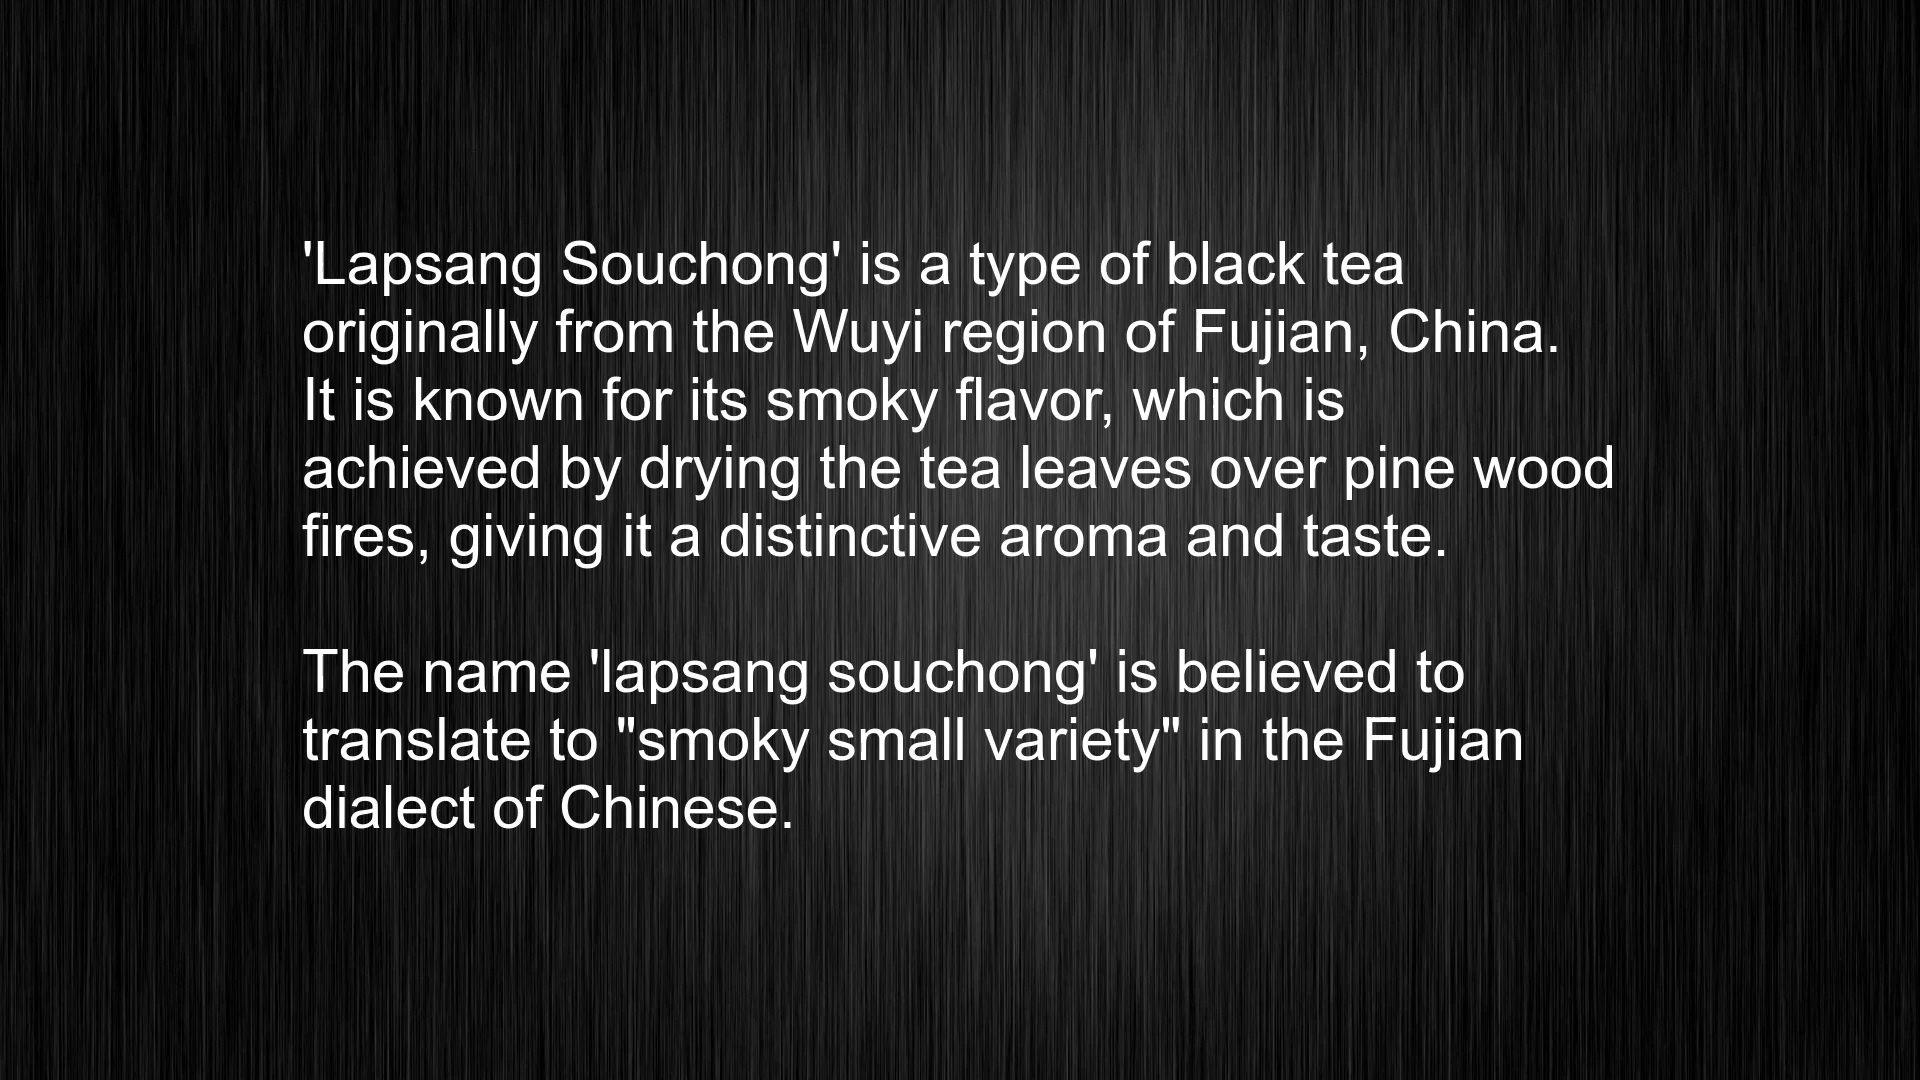 'Lapsang Souchong' is a type of black tea
originally from the Wuyi region of Fujian, China.
It is known for its smoky flavor, which is
achieved by drying the tea leaves over pine wood
fires, giving it a distinctive aroma and taste.
The name 'lapsang souchong' is believed to
translate to "smoky small variety" in the Fujian
dialect of Chinese.